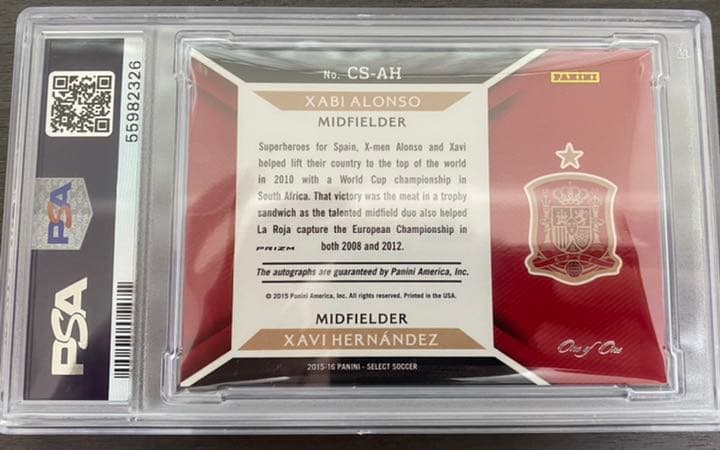 55982326
PSA
PSA
No. CS-AH
PANINI
XABI ALONSO
MIDFIELDER
Superheroes for Spain, X-men Alonso and Xavi
helped lift their country to the top of the world
in 2010 with a World Cup championship in
South Africa. That victory was the meat in a trophy
sandwich as the talented midfield duo also helped
La Roja capture the European Championship in
PRIZM both 2008 and 2012.
The autographs are guaranteed by Panini America, Inc.
© 2015 Panini America, Inc. All rights reserved. Printed in the USA.
MIDFIELDER
XAVI HERNÁNDEZ
2015-16 PANINI - SELECT SOCCER
One of One